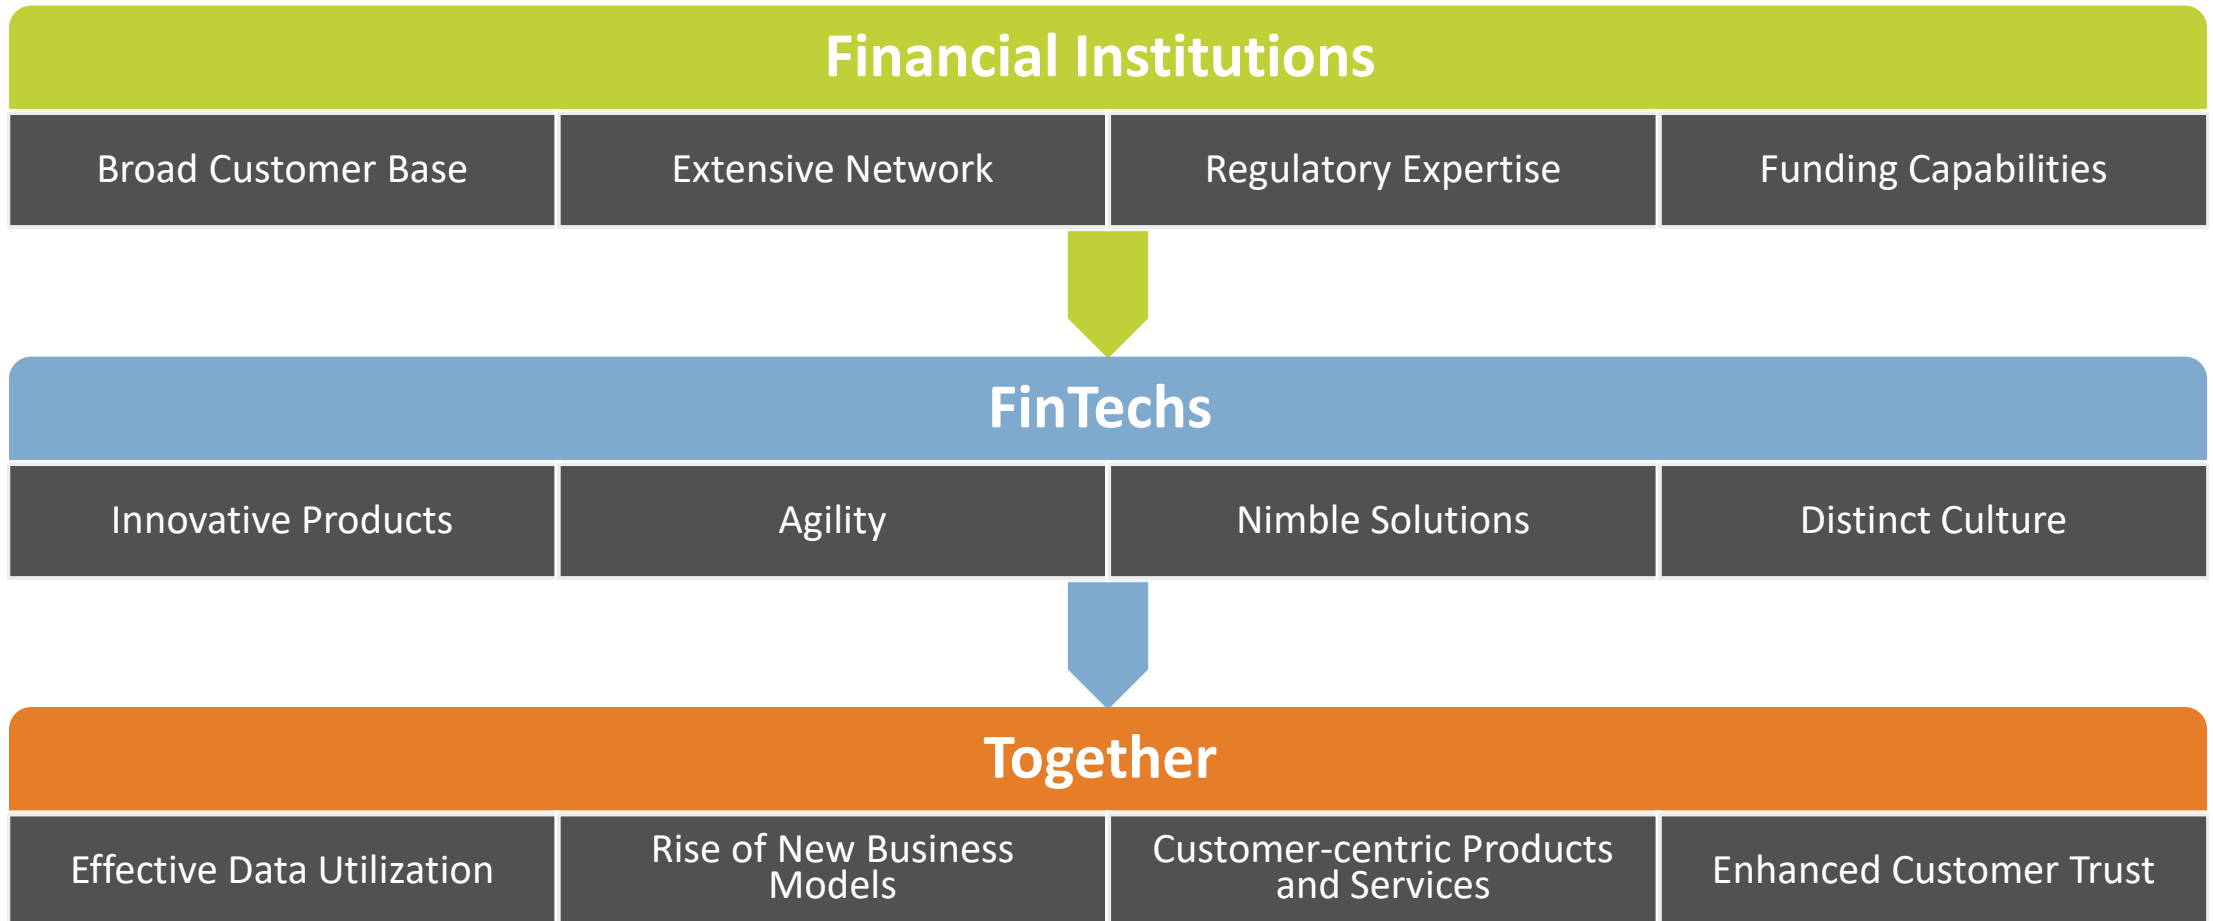 Financial Institutions
Broad Customer Base
Extensive Network
Regulatory Expertise
Funding Capabilities
FinTechs
Innovative Products
Agility
Nimble Solutions
Distinct Culture
Together
Effective Data Utilization
Rise of New Business
Models
Customer-centric Products
and Services
Enhanced Customer Trust